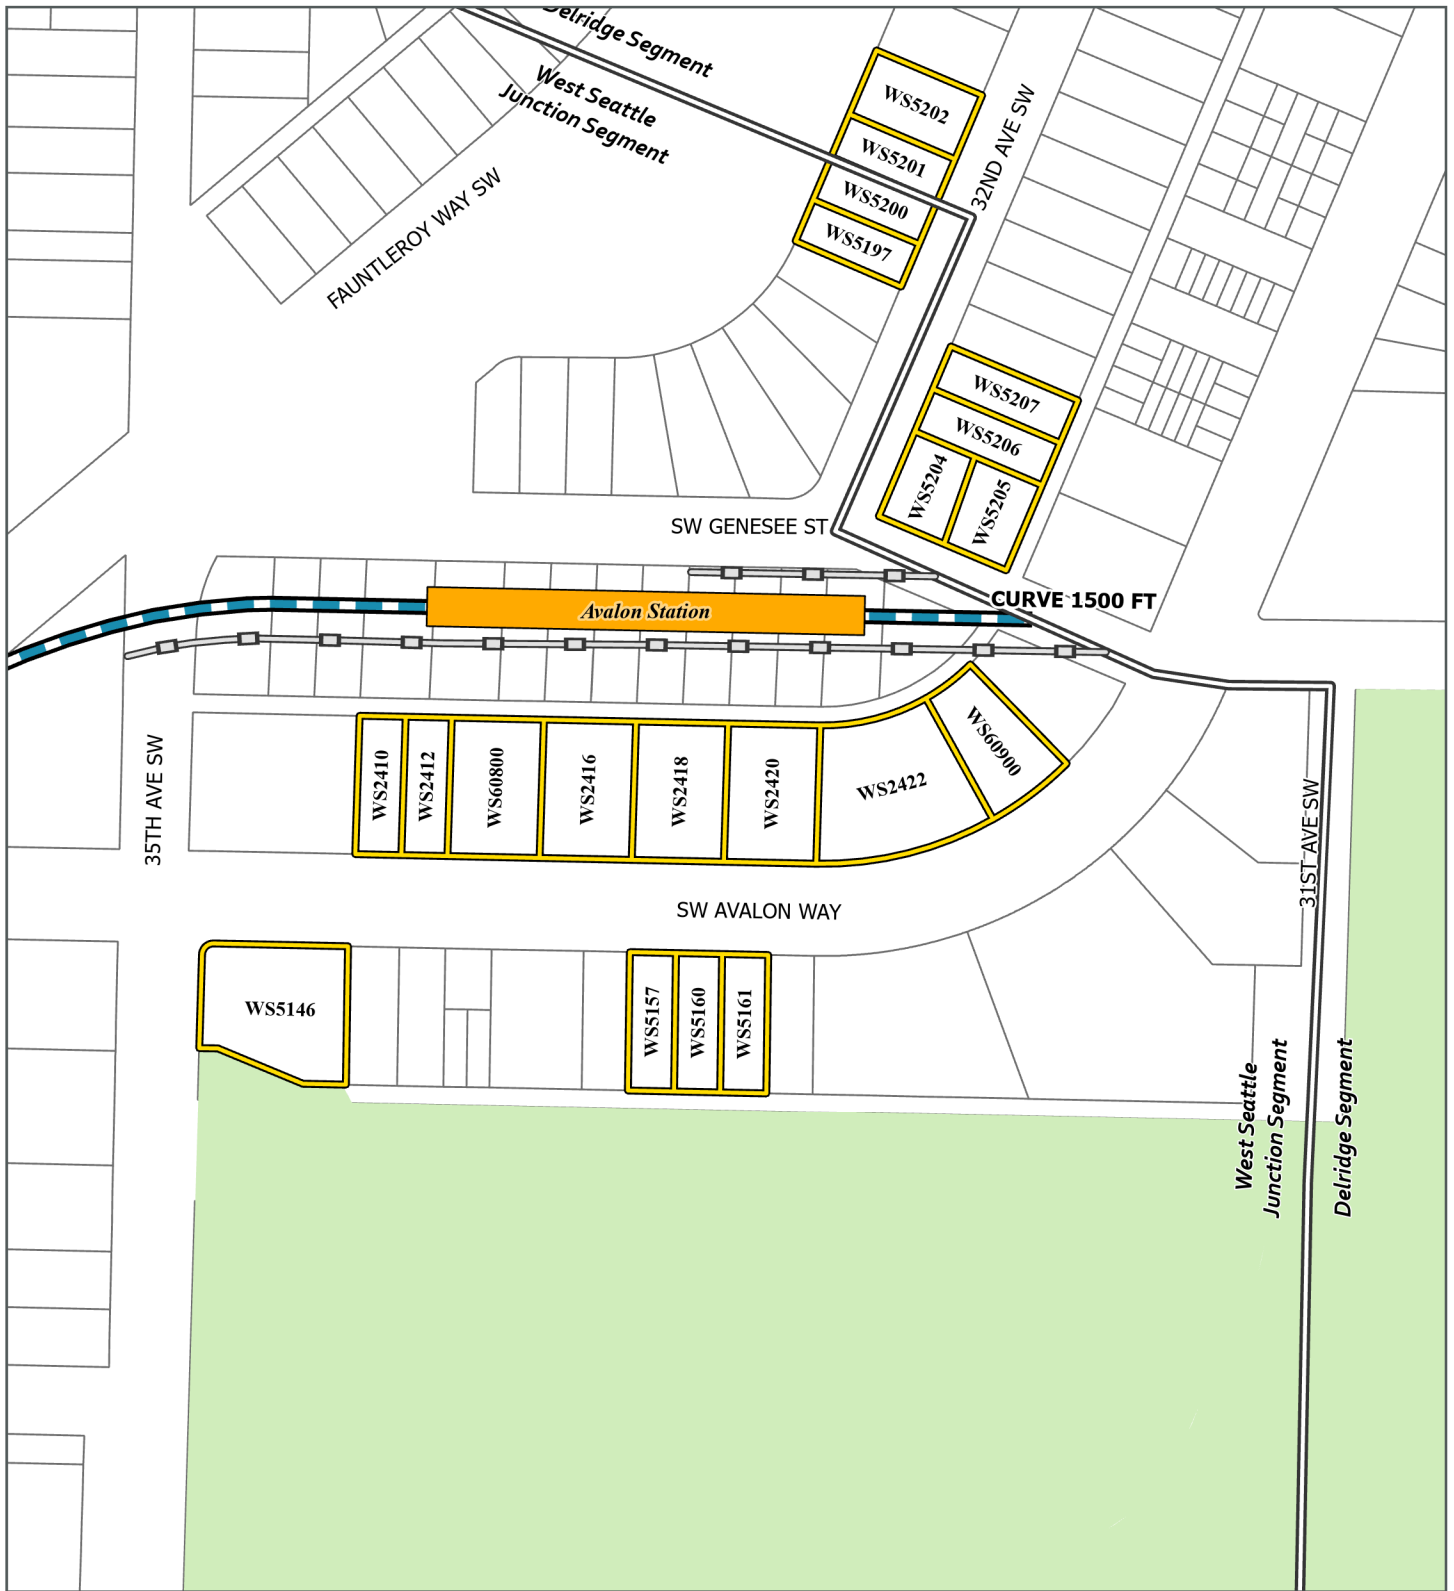 Delridge Segment
West Seattle
Junction Segment
WS5202
WS5201
WS5200
WS5197
32ND AVE SW
FAUNTLEROY WAY SW
WS5207
WS5206
WS5204
WS5205
SW GENESEE ST
CURVE 1500 FT
Avalon Station
35TH AVE SW
WS2410
WS2412
WS60800
WS2416
WS2418
WS2420
WS2422
WS60900
31ST AVE SW
SW AVALON WAY
WS5146
WS5157
WS5160
WS5161
West Seattle
Junction Segment
Delridge Segment